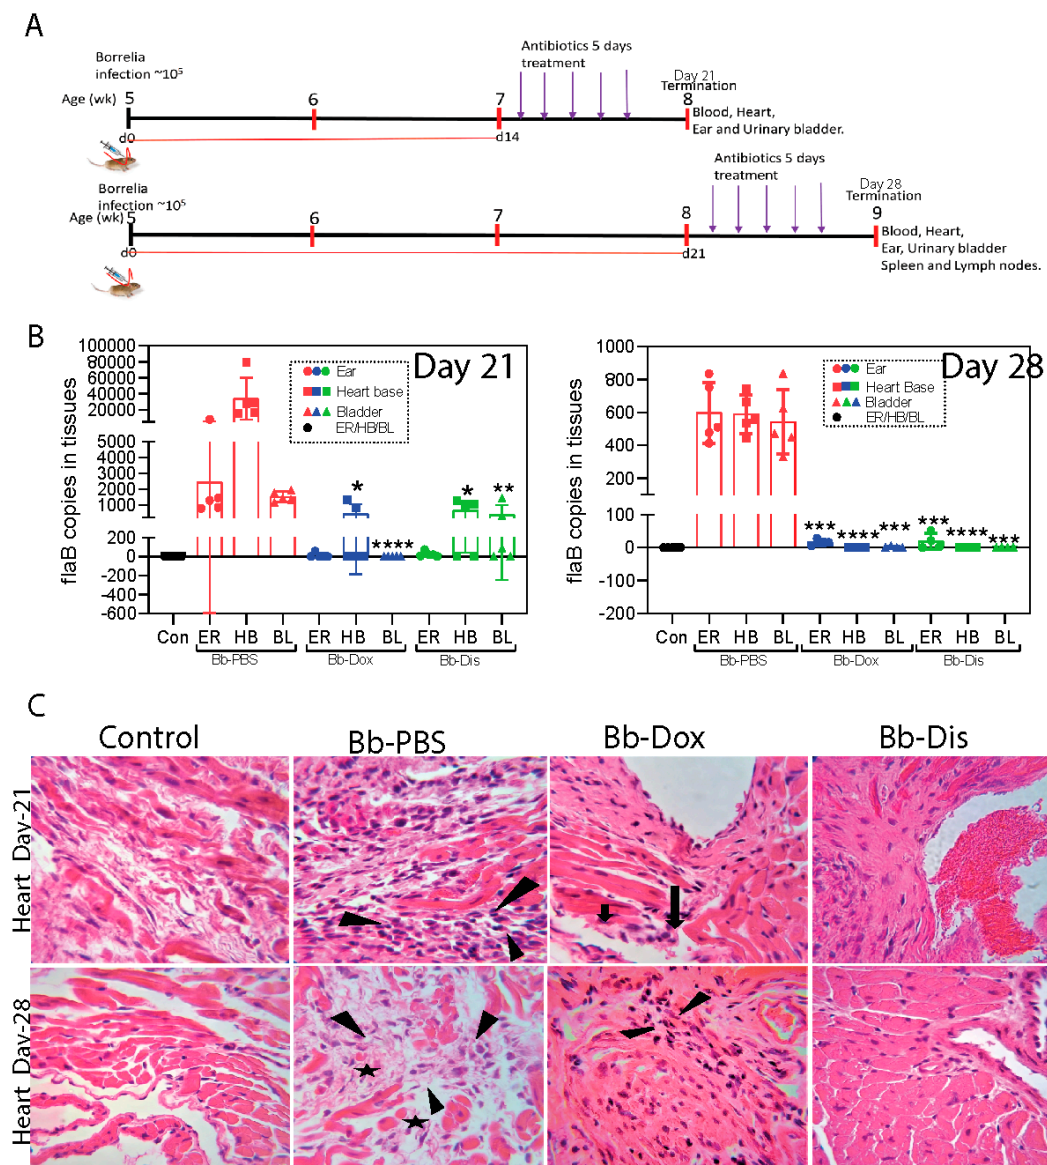 A
Borrelia
infection ~10⁵
Antibiotics 5 days
treatment
Day 21
Termination
Age (wk) 5 6 7 8
Blood, Heart,
Ear and Urinary bladder.
d0 d14
Borrelia
infection ~10⁵
Antibiotics 5 days
treatment
Day 28
Termination
Age (wk) 5 6 7 8 9
Blood, Heart,
Ear, Urinary bladder
Spleen and Lymph nodes.
d0 d21
B
flaB copies in tissues
100000
80000
60000
40000
20000
5000
4000
3000
2000
1000
200
0
-200
-400
-600
Day 21
Ear
Heart base
Bladder
ER/HB/BL
* **** * **
Con ER HB BL ER HB BL ER HB BL
Bb-PBS Bb-Dox Bb-Dis
flaB copies in tissues
1000
800
600
400
200
100
0
-100
-200
Day 28
Ear
Heart Base
Bladder
ER/HB/BL
*** **** *** *** **** ***
Con ER HB BL ER HB BL ER HB BL
Bb-PBS Bb-Dox Bb-Dis
C
Control Bb-PBS Bb-Dox Bb-Dis
Heart Day-21
Heart Day-28